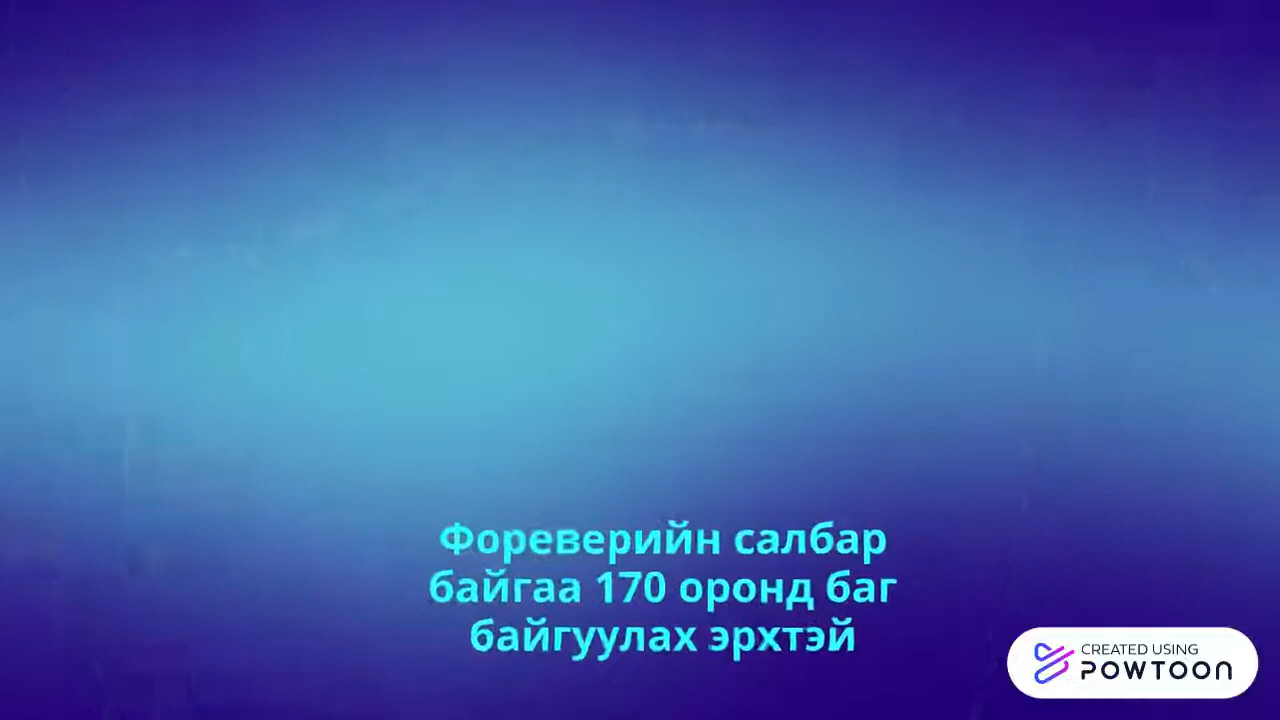 Фореверийн салбар
байгаа 170 оронд баг
байгуулах эрхтэй
CREATED USING
POWTOON